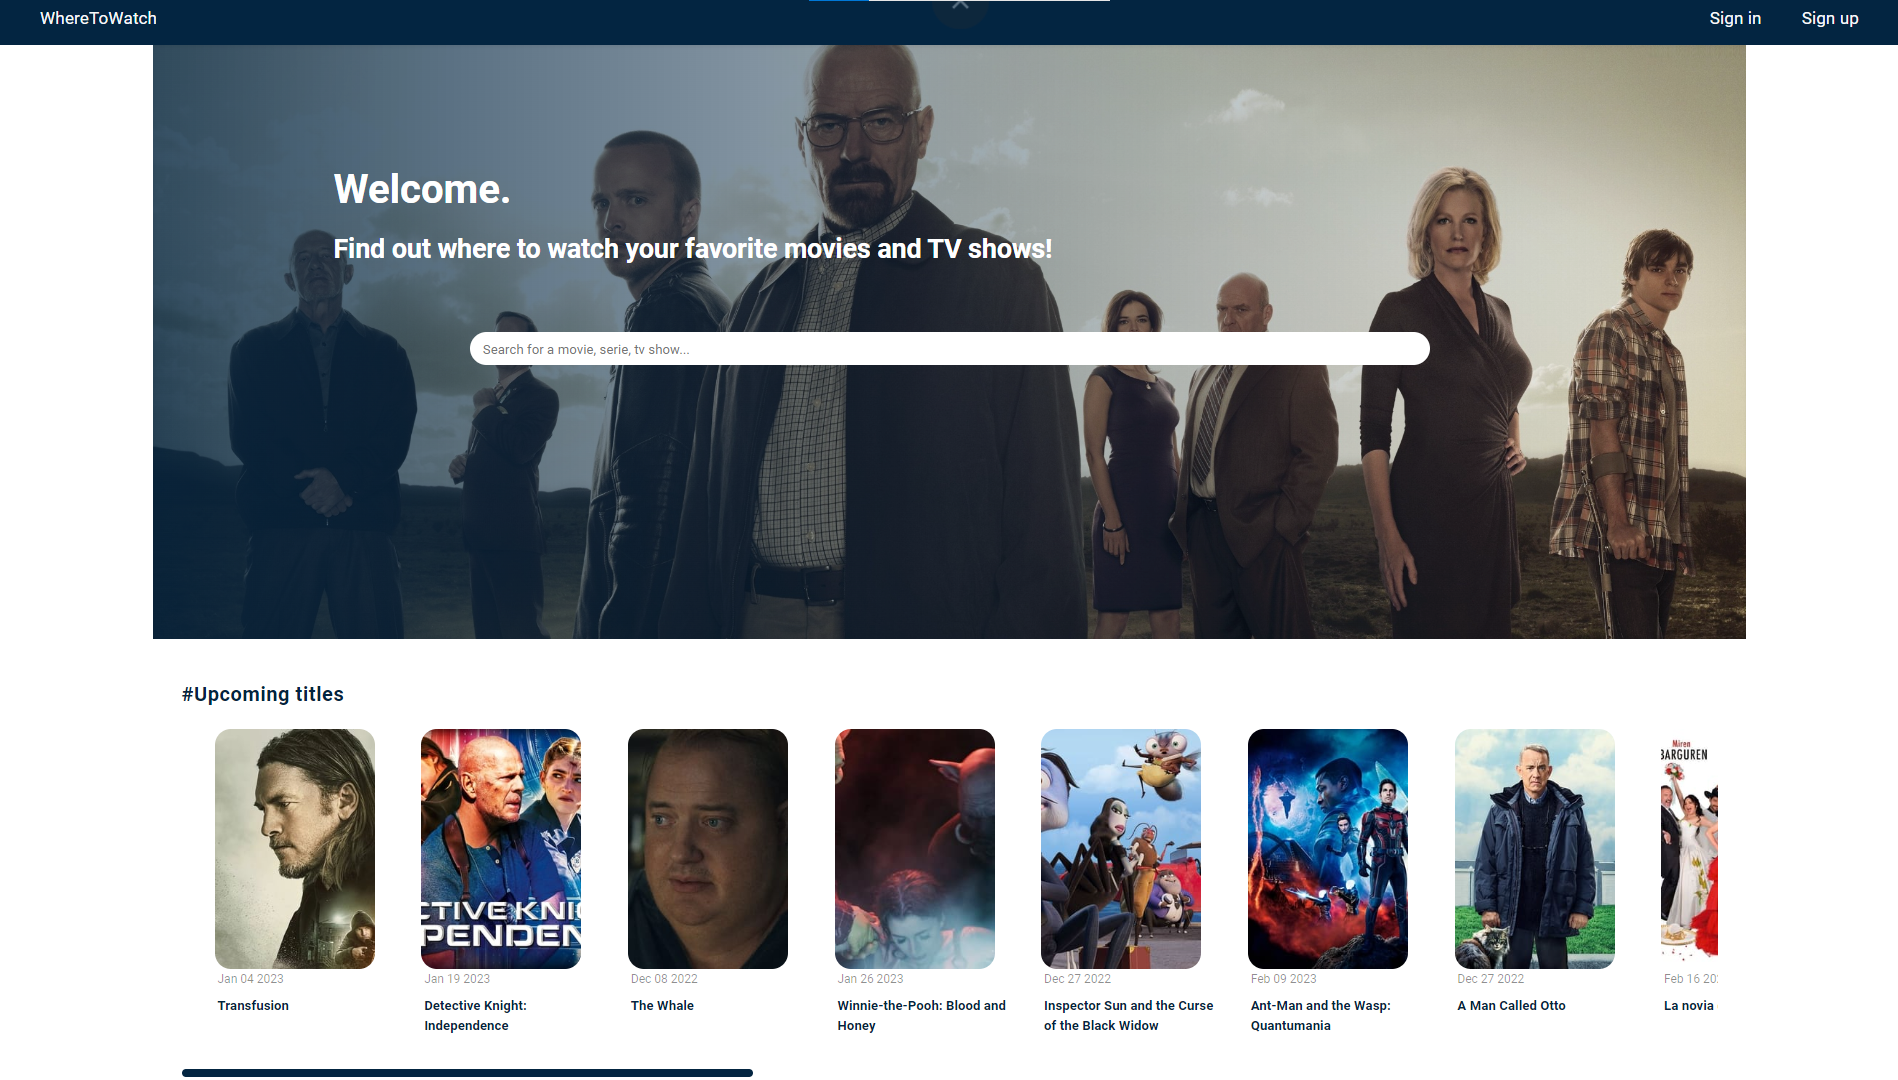 WhereToWatch
Sign in
Sign up
Welcome.
Find out where to watch your favorite movies and TV shows!
Search for a movie, serie, tv show...
#Upcoming titles
CTIVE KNI
PENDEN
Miren
BARGUREN
Jan 04 2023
Transfusion
Jan 19 2023
Detective Knight:
Independence
Dec 08 2022
The Whale
Jan 26 2023
Winnie-the-Pooh: Blood and
Honey
Dec 27 2022
Inspector Sun and the Curse
of the Black Widow
Feb 09 2023
Ant-Man and the Wasp:
Quantumania
Dec 27 2022
A Man Called Otto
Feb 16 202
La novia